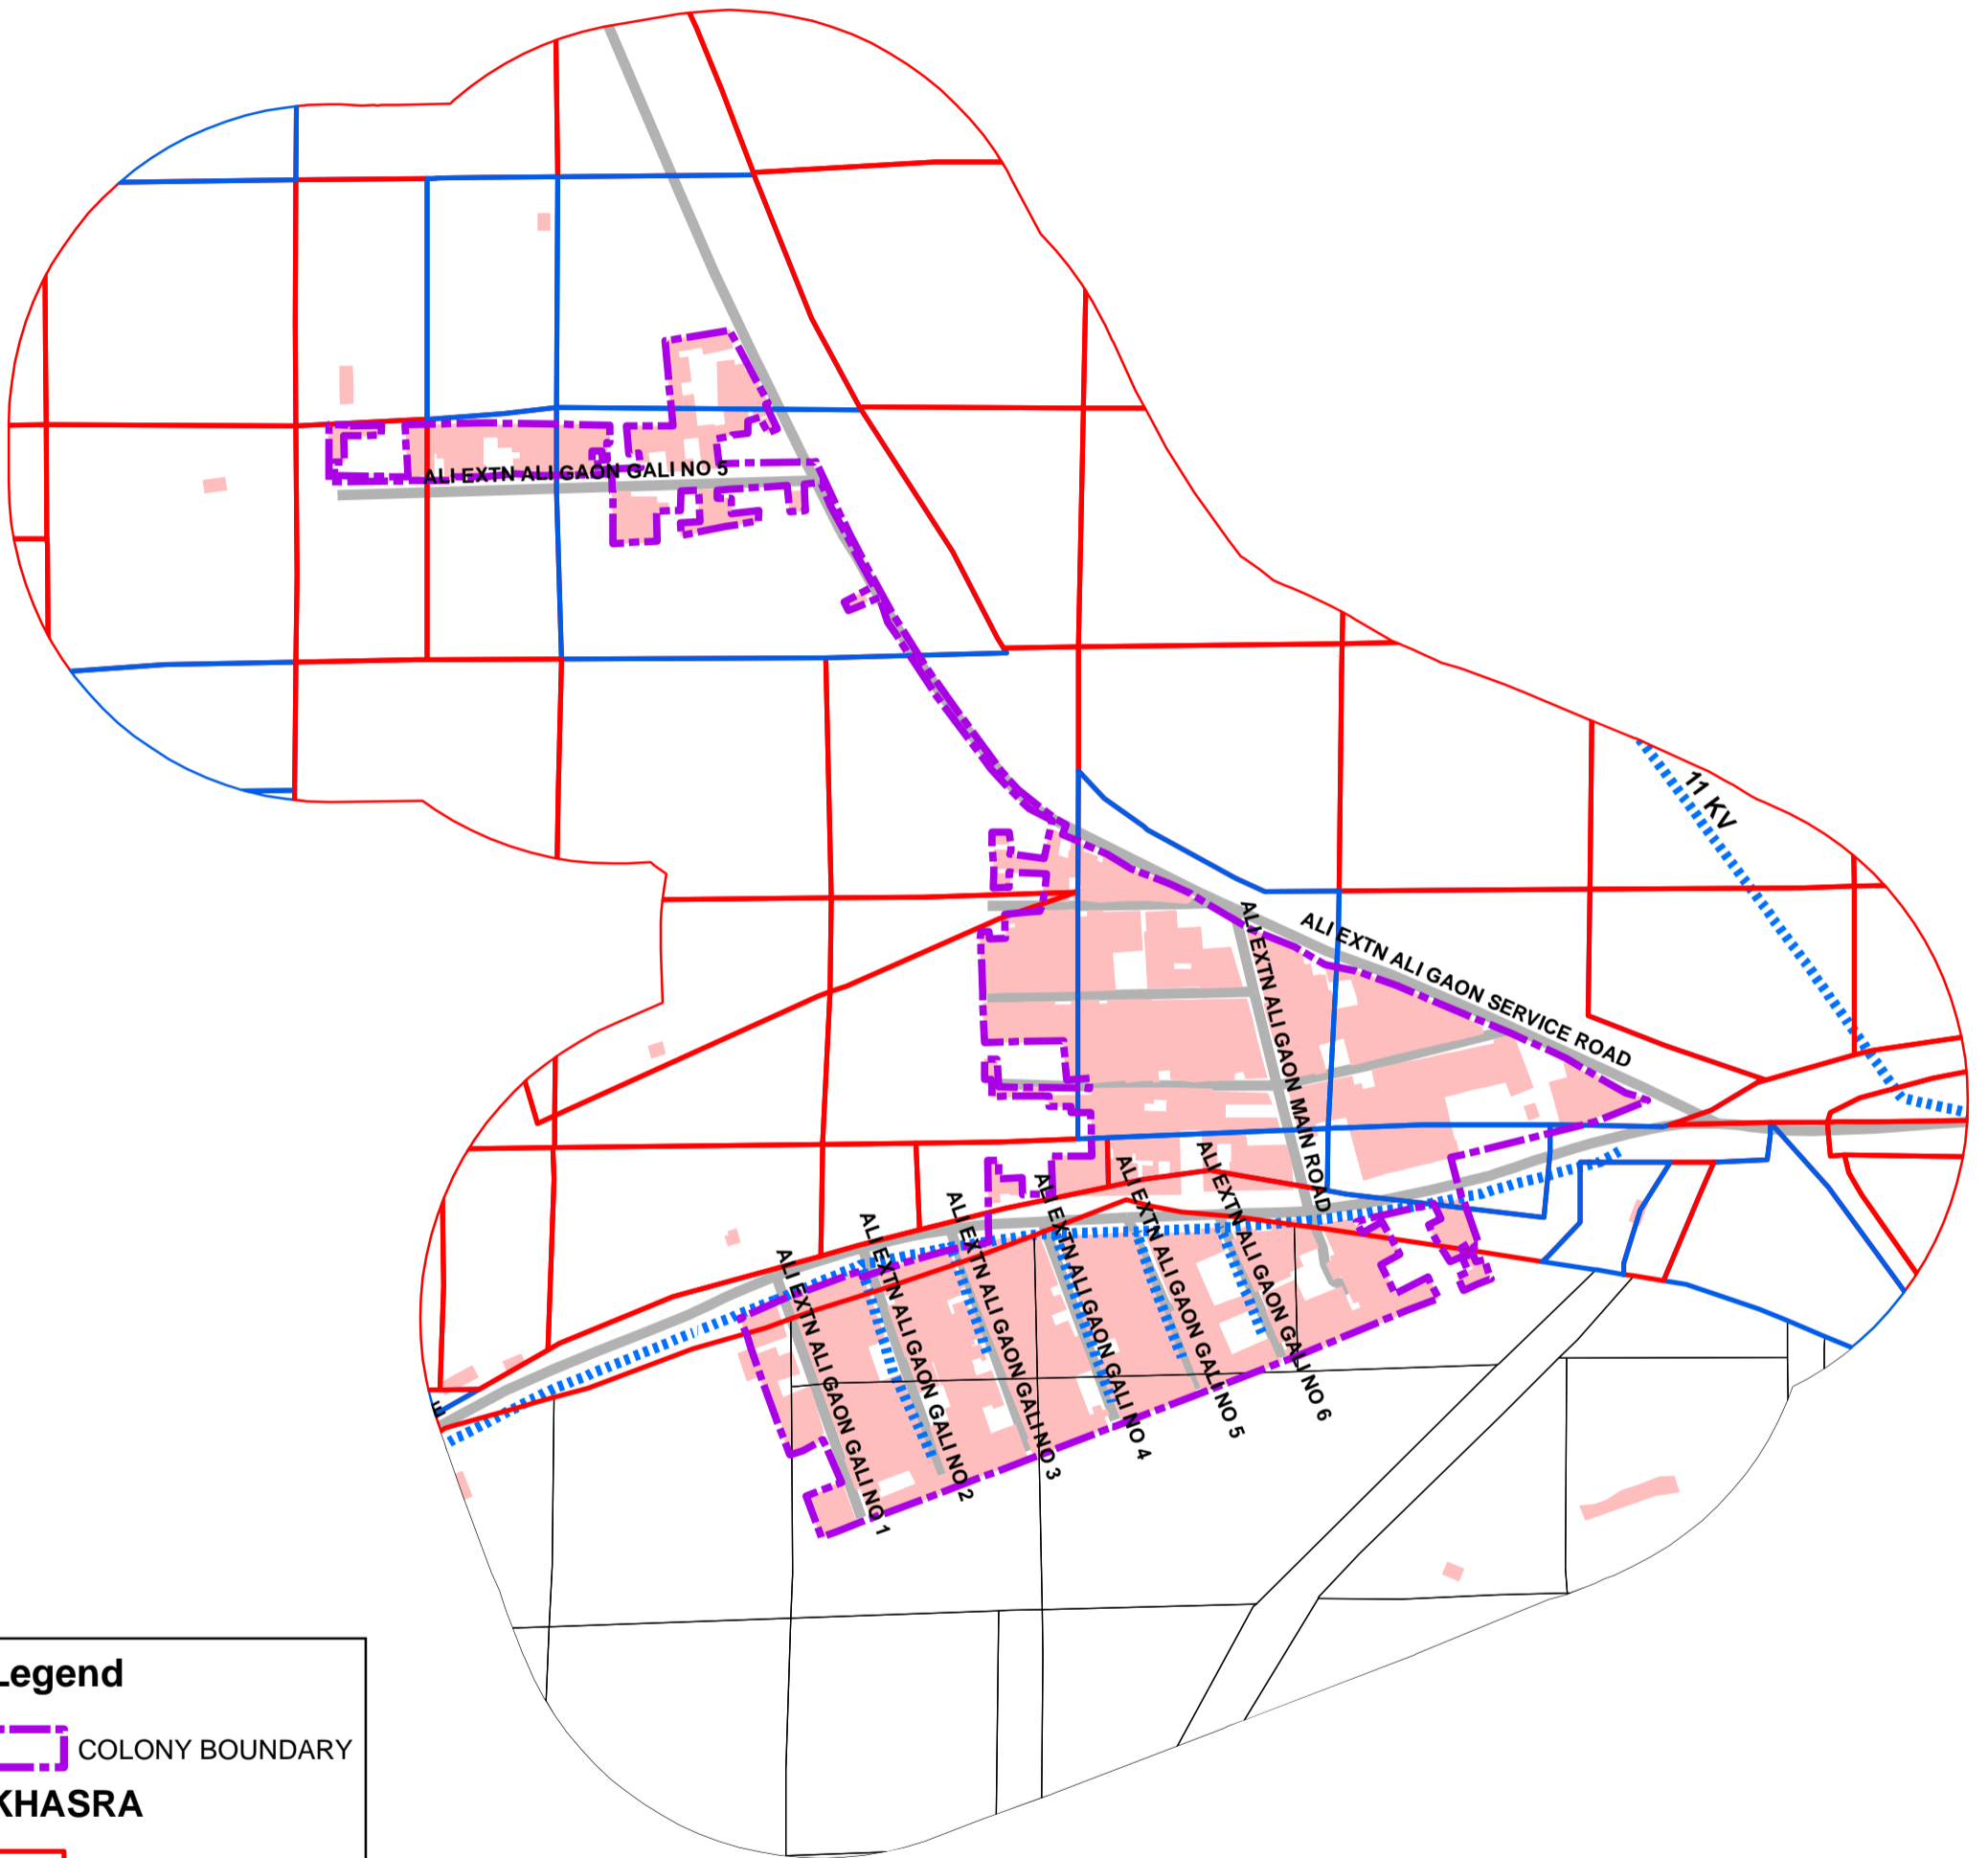 ALI EXTN ALI GAON GALI NO 5
11 KV
ALI EXTN ALI GAON SERVICE ROAD
ALI EXTN ALI GAON MAIN ROAD
ALI EXTN ALI GAON GALI NO 1
ALI EXTN ALI GAON GALI NO 2
ALI EXTN ALI GAON GALI NO 3
ALI EXTN ALI GAON GALI NO 4
ALI EXTN ALI GAON GALI NO 5
ALI EXTN ALI GAON GALI NO 6
E
Legend
COLONY BOUNDARY
KHASRA